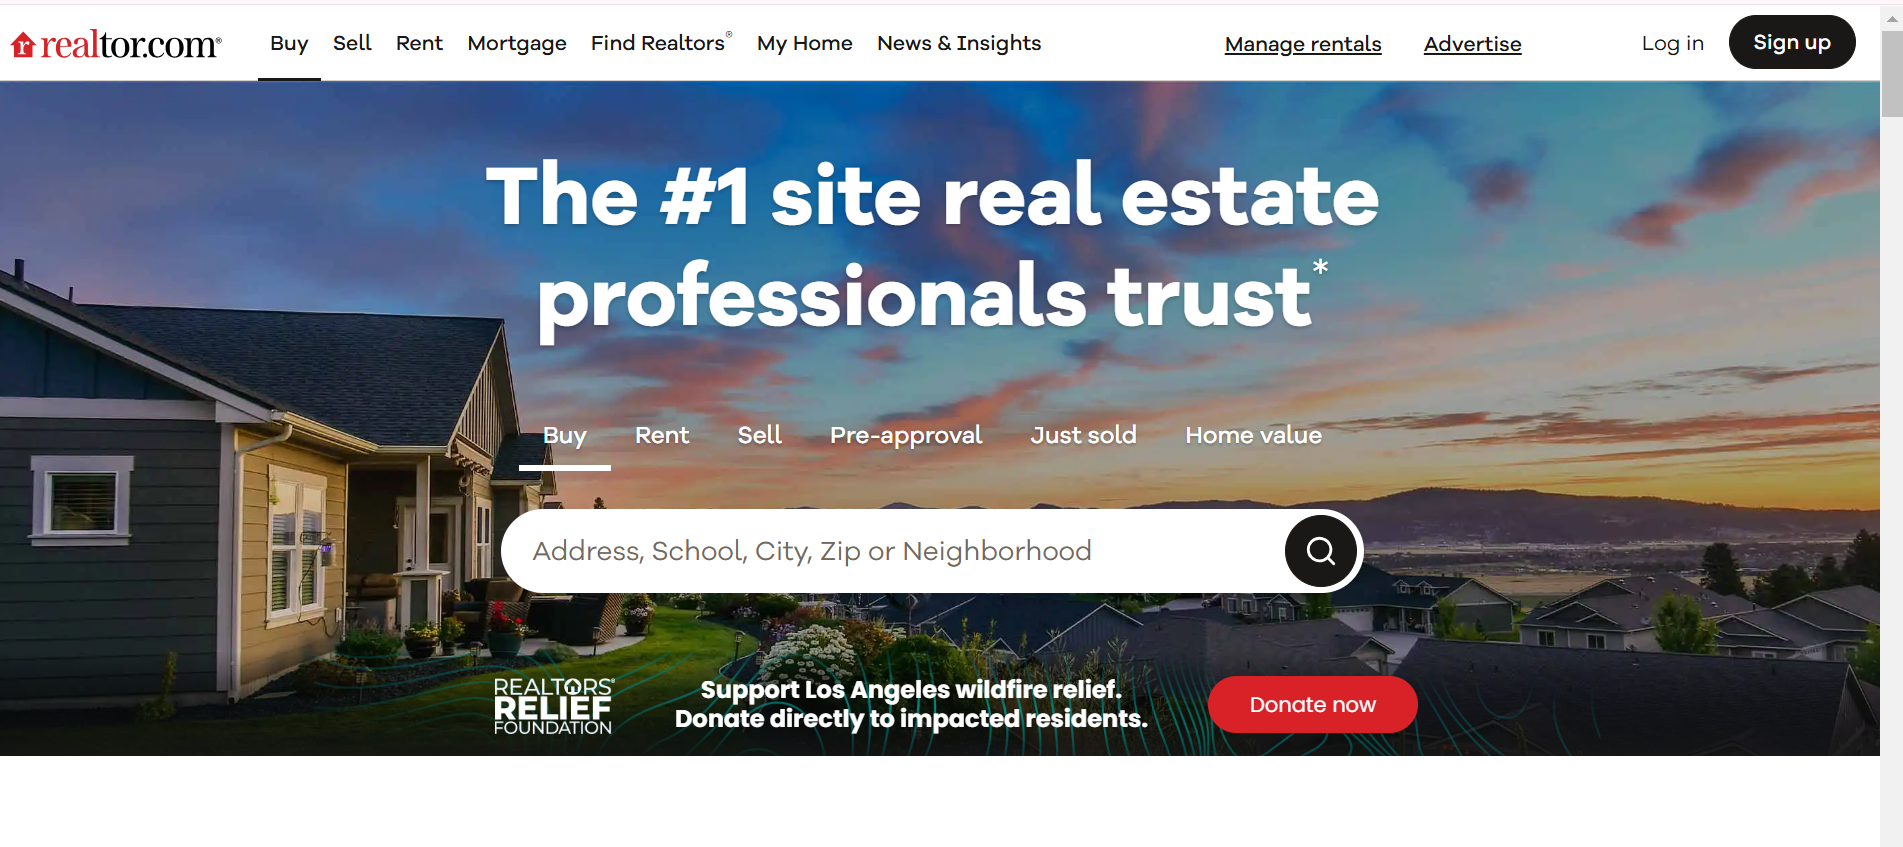 realtor.com®
Buy Sell Rent Mortgage Find Realtors® My Home News & Insights Manage rentals Advertise Log in Sign up
The #1 site real estate
professionals trust*
Buy Rent Sell Pre-approval Just sold Home value
Address, School, City, Zip or Neighborhood
REALTORS®
RELIEF
FOUNDATION
Support Los Angeles wildfire relief.
Donate directly to impacted residents.
Donate now